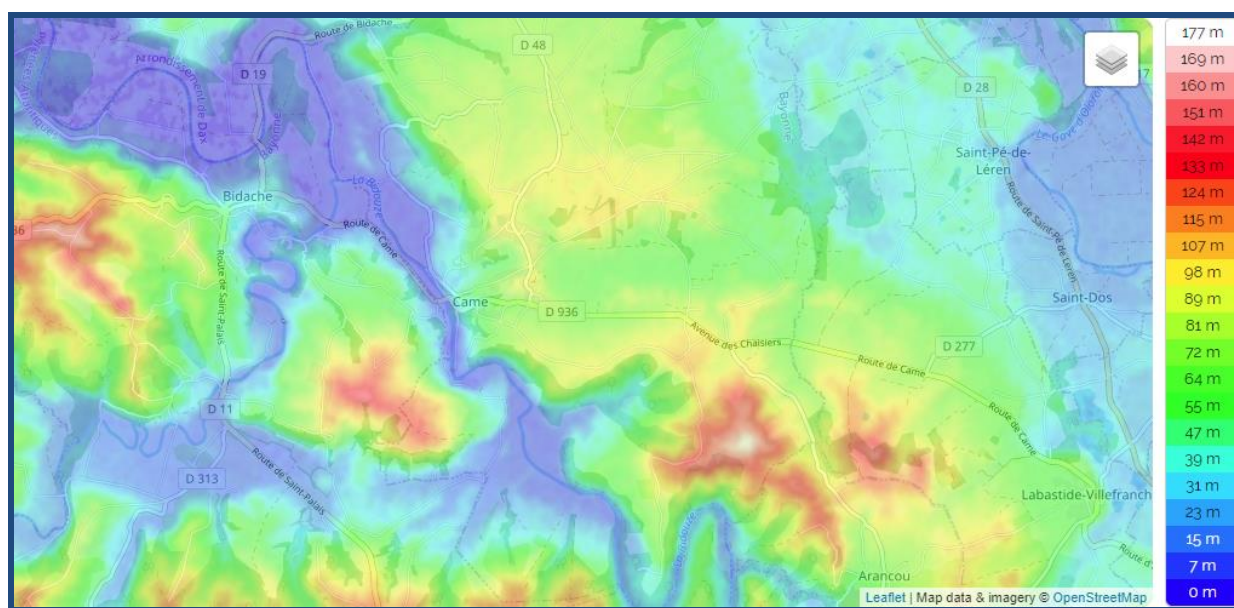 Route de Bidache
D 48
D 19
Arrondissement de Dax
Bayonne
Bayonne
D 28
17
Le Gave d'Oloron
Saint-Pé-de-
Léren
Bidache
La Bidouze
Route de Came
Route de Saint-Pé de Léren
36
Route de Saint-Palais
Came
D 936
Saint-Dos
Avenue des Chaisiers
Route de Came
D 277
D 11
Route de Came
Route de Saint-Palais
D 313
Labastide-Villefranch
Arancou
Route d'
Leaflet | Map data & imagery © OpenStreetMap
177 m
169 m
160 m
151 m
142 m
133 m
124 m
115 m
107 m
98 m
89 m
81 m
72 m
64 m
55 m
47 m
39 m
31 m
23 m
15 m
7 m
0 m